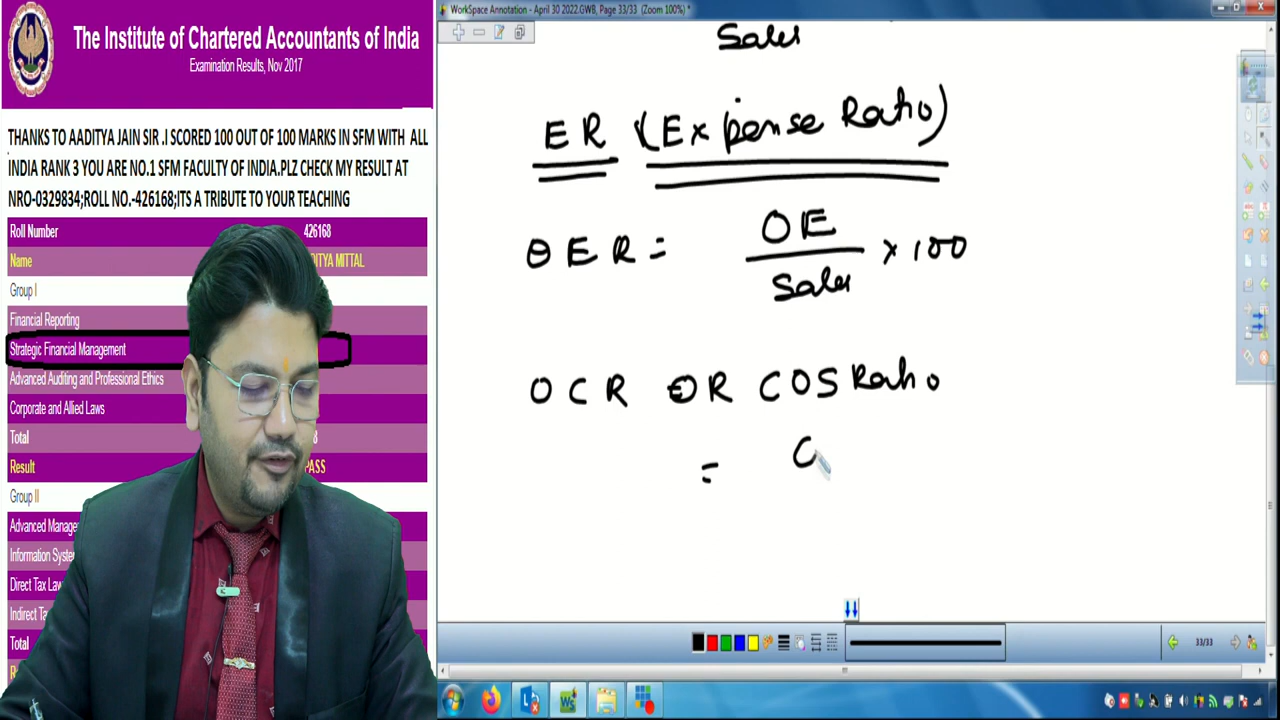 The Institute of Chartered Accountants of India
Examination Results, Nov 2017
THANKS TO AADITYA JAIN SIR .I SCORED 100 OUT OF 100 MARKS IN SFM WITH ALL
INDIA RANK 3 YOU ARE NO.1 SFM FACULTY OF INDIA.PLZ CHECK MY RESULT AT
NRO-0329834;ROLL NO.-426168;ITS A TRIBUTE TO YOUR TEACHING
Roll Number 426168
Name DITYA MITTAL
Group I
Financial Reporting
Strategic Financial Management
Advanced Auditing and Professional Ethics
Corporate and Allied Laws
Total 8
Result PASS
Group II
Advanced Manage
Information System
Direct Tax Law
Indirect Ta
Total
WorkSpace Annotation - April 30 2022.GWB, Page 33/33 (Zoom 100%) *
Sales
ER (Expense Ratio)
OER = OE / Sales × 100
OCR OR COS Ratio
= C
33/33